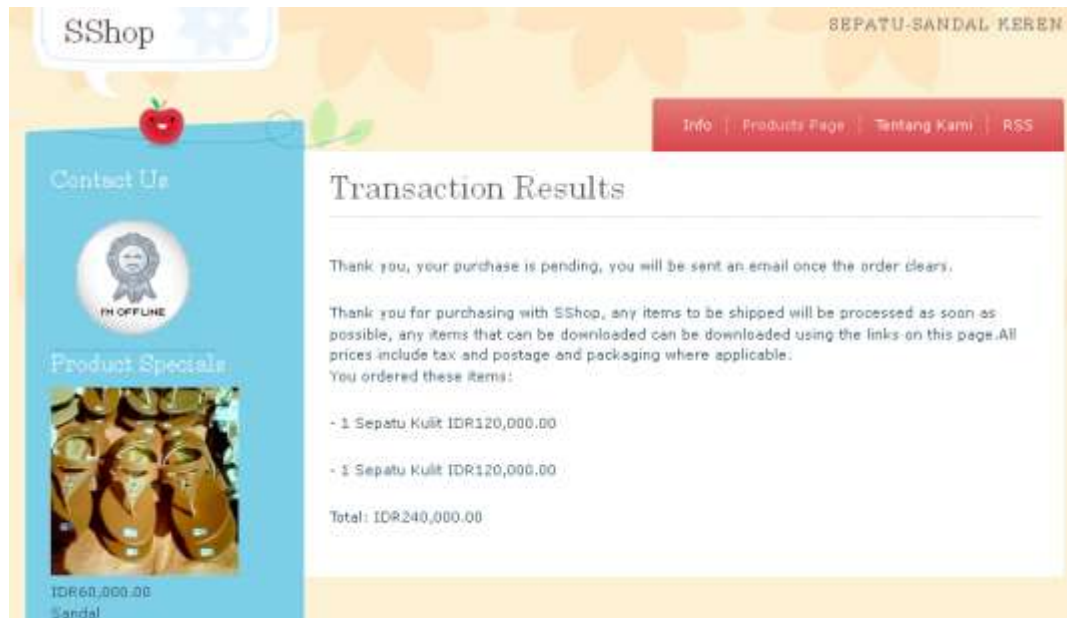 SShop
SEPATU-SANDAL KEREN
Info | Products Page | Tentang Kami | RSS
Contact Us
I'M OFFLINE
Product Specials
IDR60,000.00
Sandal
Transaction Results
Thank you, your purchase is pending, you will be sent an email once the order clears.
Thank you for purchasing with SShop, any items to be shipped will be processed as soon as
possible, any items that can be downloaded can be downloaded using the links on this page.All
prices include tax and postage and packaging where applicable.
You ordered these items:
- 1 Sepatu Kulit IDR120,000.00
- 1 Sepatu Kulit IDR120,000.00
Total: IDR240,000.00